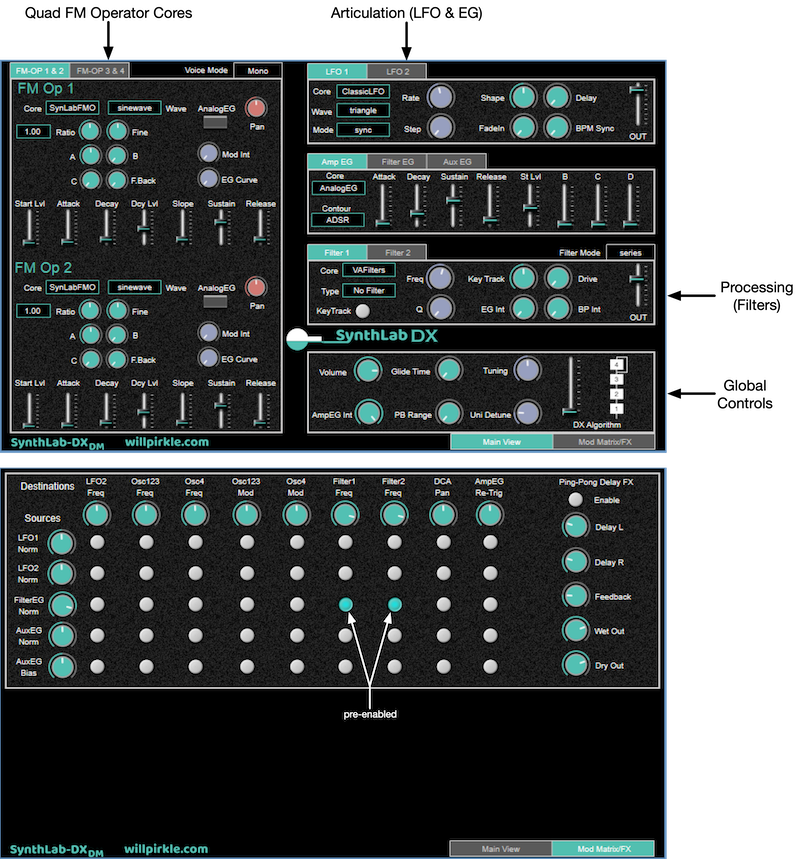 Quad FM Operator Cores
Articulation (LFO & EG)
FM-OP 1 & 2 FM-OP 3 & 4 Voice Mode Mono
FM Op 1
Core SynLabFMO sinewave Wave AnalogEG
Pan
1.00 Ratio Fine
A B Mod Int
C F.Back EG Curve
Start Lvl Attack Decay Dcy Lvl Slope Sustain Release
FM Op 2
Core SynLabFMO sinewave Wave AnalogEG
Pan
1.00 Ratio Fine
A B Mod Int
C F.Back EG Curve
Start Lvl Attack Decay Dcy Lvl Slope Sustain Release
SynthLab-DX DM willpirkle.com
LFO 1 LFO 2
Core ClassicLFO Rate Shape Delay
Wave triangle
Mode sync Step FadeIn BPM Sync
OUT
Amp EG Filter EG Aux EG
Core Attack Decay Sustain Release St Lvl B C D
AnalogEG
Contour
ADSR
Filter 1 Filter 2 Filter Mode series
Core VAFilters Freq Key Track Drive
Type No Filter
KeyTrack Q EG Int BP Int
OUT
Processing
(Filters)
SynthLab DX
Volume Glide Time Tuning
AmpEG Int PB Range Uni Detune
4
3
2
1
DX Algorithm
Global
Controls
Main View Mod Matrix/FX
Destinations
LFO2 Osc123 Osc4 Osc123 Osc4 Filter1 Filter2 DCA AmpEG
Freq Freq Freq Mod Mod Freq Freq Pan Re-Trig
Ping-Pong Delay FX
Enable
Sources
Delay L
LFO1
Norm
LFO2
Norm
Delay R
FilterEG
Norm
Feedback
AuxEG
Norm
Wet Out
AuxEG
Bias
Dry Out
pre-enabled
SynthLab-DX DM willpirkle.com
Main View Mod Matrix/FX